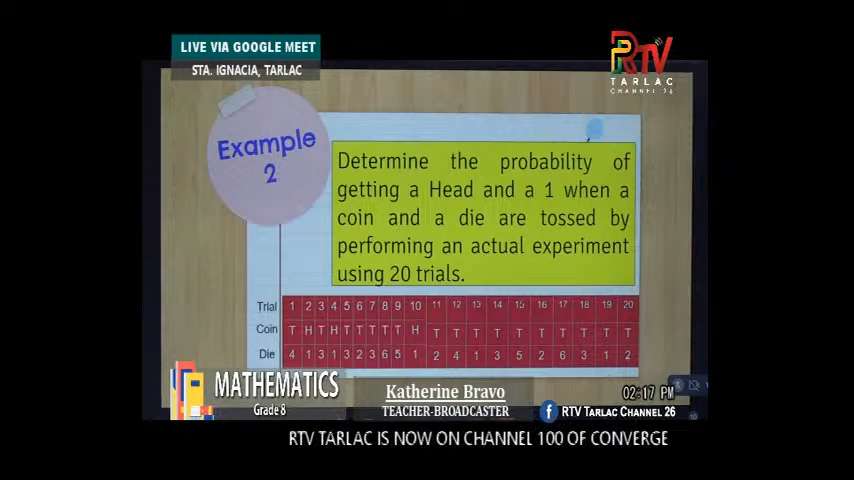 LIVE VIA GOOGLE MEET
STA. IGNACIA, TARLAC
RTV
TARLAC
CHANNEL 26
Example
2
Determine the probability of
getting a Head and a 1 when a
coin and a die are tossed by
performing an actual experiment
using 20 trials.
Trial 1 2 3 4 5 6 7 8 9 10 11 12 13 14 15 16 17 18 19 20
Coin T H T H T T T T T H T T T T T T T T T T
Die 4 1 3 1 3 2 3 6 5 1 2 4 1 3 5 2 6 3 1 2
MATHEMATICS
Grade 8
Katherine Bravo
TEACHER-BROADCASTER
RTV TARLAC CHANNEL 26
02:17 PM
RTV TARLAC IS NOW ON CHANNEL 100 OF CONVERGE